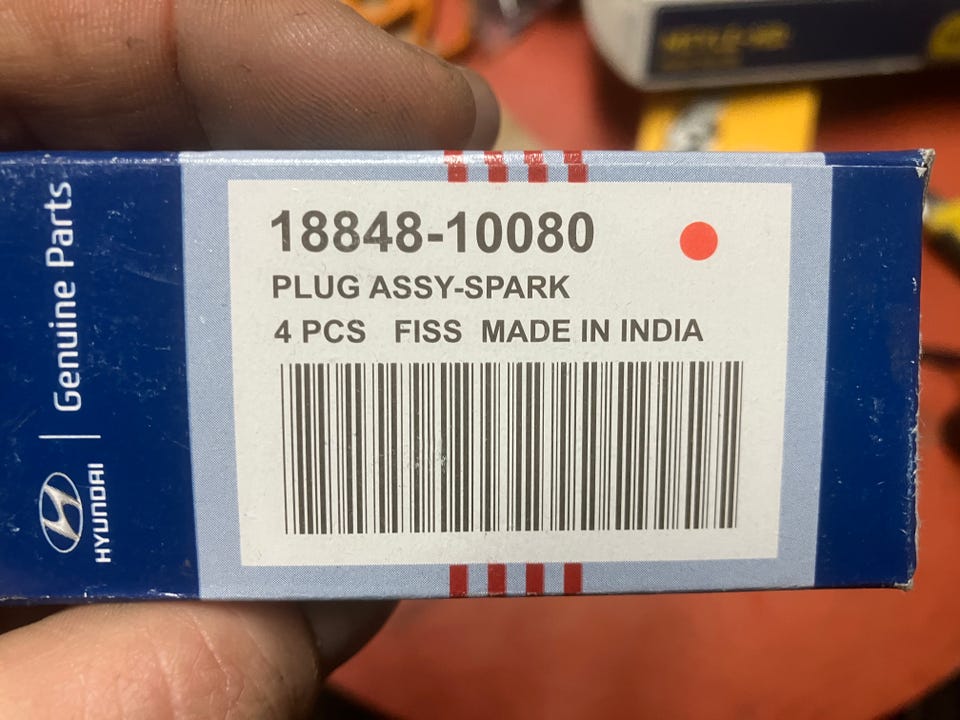 Genuine Parts
HYUNDAI
18848-10080
PLUG ASSY-SPARK
4 PCS FISS MADE IN INDIA